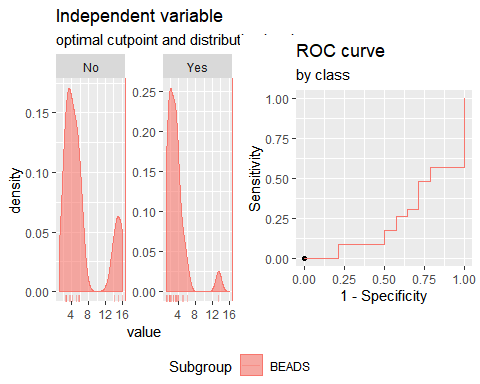 Independent variable
optimal cutpoint and distribut
No
Yes
0.15
0.10
0.05
0.00
density
4 8 12 16
0.25
0.20
0.15
0.10
0.05
0.00
4 8 12 16
value
ROC curve
by class
1.00
0.75
0.50
0.25
0.00
Sensitivity
0.00 0.25 0.50 0.75 1.00
1 - Specificity
Subgroup BEADS